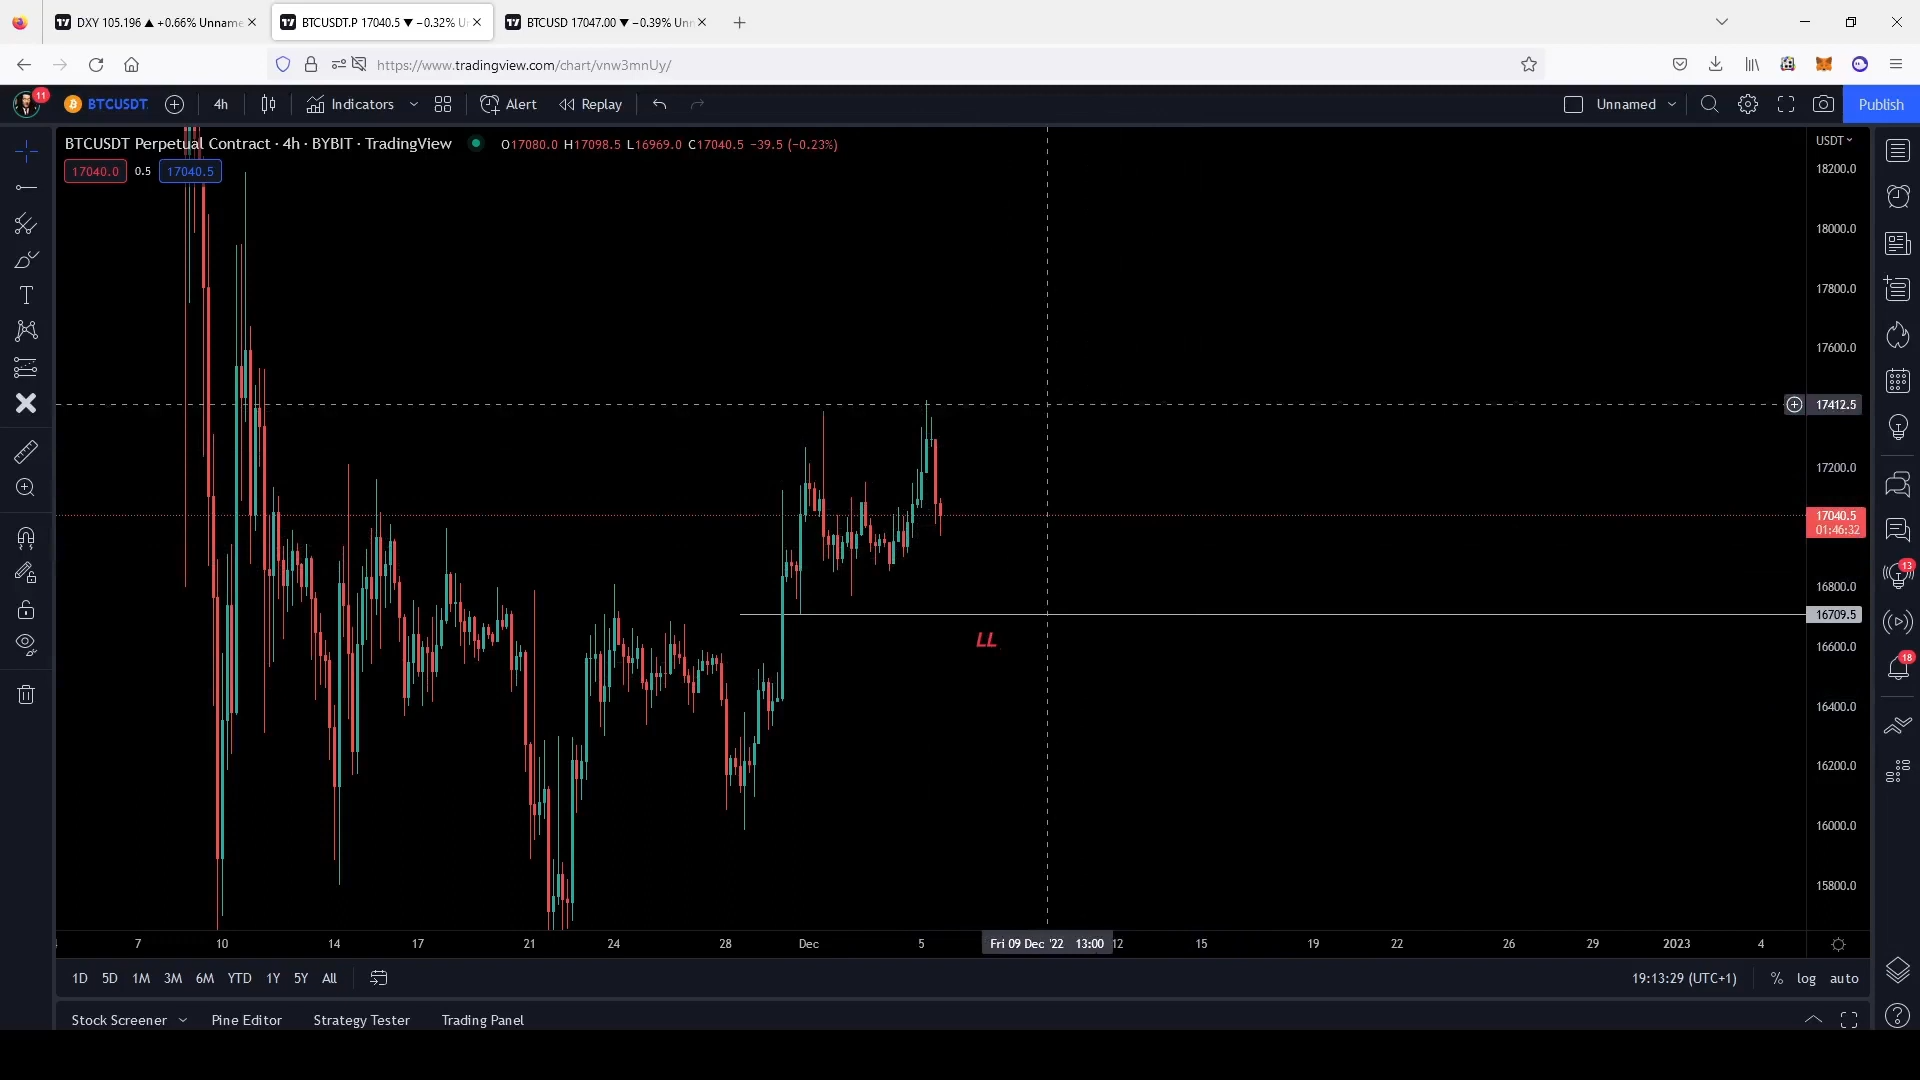 DXY 105.196 ▲ +0.66% Unname
BTCUSDT.P 17040.5 ▼ −0.32% U
BTCUSD 17047.00 ▼ −0.39% Unn
https://www.tradingview.com/chart/vnw3mnUy/
11
BTCUSDT
4h
Indicators
Alert
Replay
Unnamed
Publish
BTCUSDT Perpetual Contract · 4h · BYBIT · TradingView
O17080.0 H17098.5 L16969.0 C17040.5 −39.5 (−0.23%)
USDT
17040.0
0.5
17040.5
18200.0
18000.0
17800.0
17600.0
17412.5
17200.0
17040.5
01:46:32
16800.0
16709.5
LL
16600.0
16400.0
16200.0
16000.0
15800.0
13
18
7
10
14
17
21
24
28
Dec
5
Fri 09 Dec '22 13:00
12
15
19
22
26
29
2023
4
1D 5D 1M 3M 6M YTD 1Y 5Y All
19:13:29 (UTC+1)
% log auto
Stock Screener
Pine Editor
Strategy Tester
Trading Panel